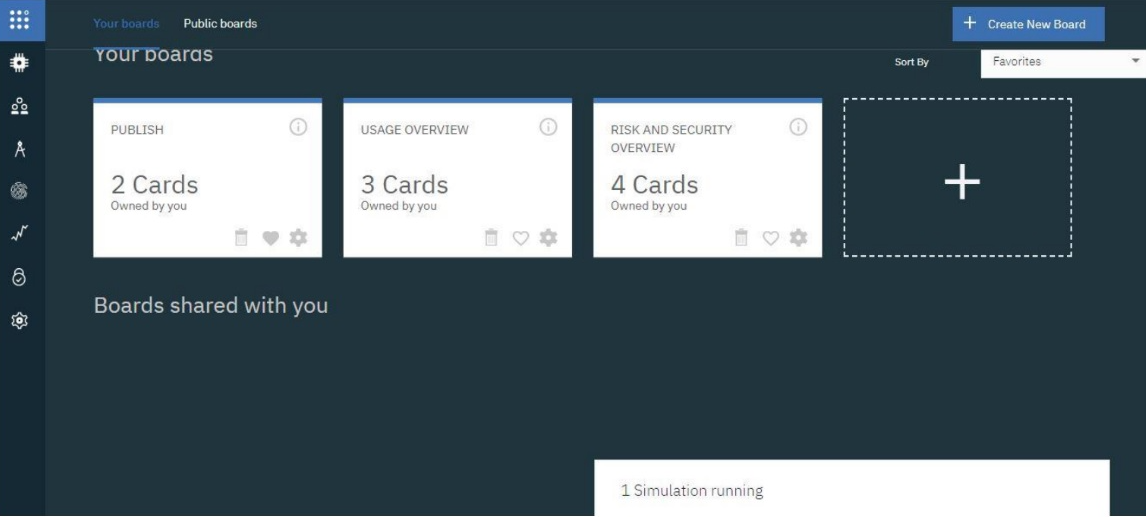 Your boards
Public boards
Create New Board
Your boards
Sort By
Favorites
PUBLISH
2 Cards
Owned by you
USAGE OVERVIEW
3 Cards
Owned by you
RISK AND SECURITY
OVERVIEW
4 Cards
Owned by you
Boards shared with you
1 Simulation running